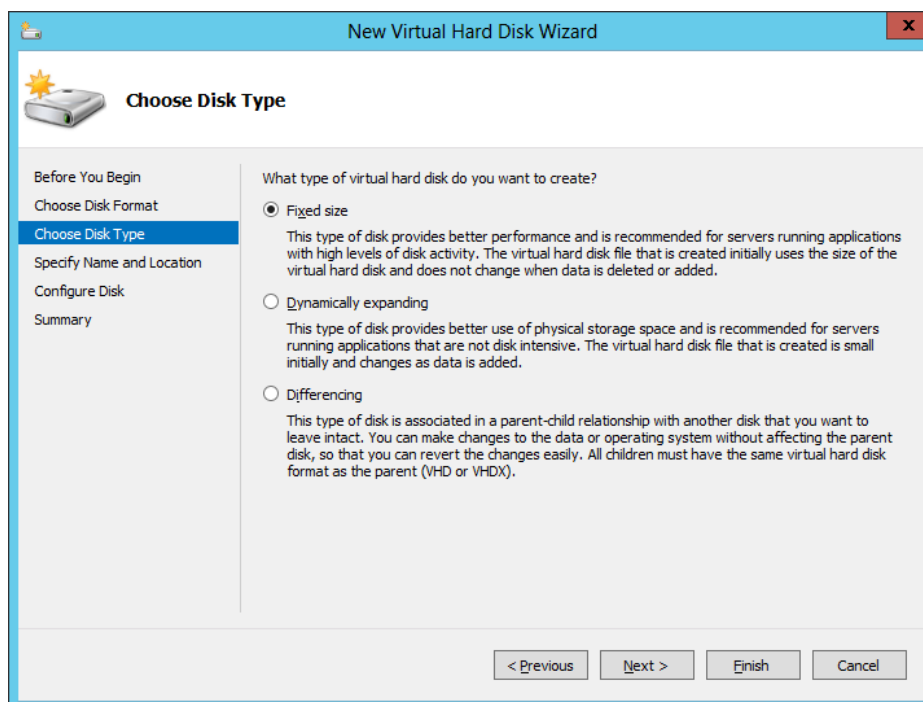 New Virtual Hard Disk Wizard
x
Choose Disk Type
Before You Begin
Choose Disk Format
Choose Disk Type
Specify Name and Location
Configure Disk
Summary
What type of virtual hard disk do you want to create?
Fixed size
This type of disk provides better performance and is recommended for servers running applications
with high levels of disk activity. The virtual hard disk file that is created initially uses the size of the
virtual hard disk and does not change when data is deleted or added.
Dynamically expanding
This type of disk provides better use of physical storage space and is recommended for servers
running applications that are not disk intensive. The virtual hard disk file that is created is small
initially and changes as data is added.
Differencing
This type of disk is associated in a parent-child relationship with another disk that you want to
leave intact. You can make changes to the data or operating system without affecting the parent
disk, so that you can revert the changes easily. All children must have the same virtual hard disk
format as the parent (VHD or VHDX).
< Previous
Next >
Finish
Cancel